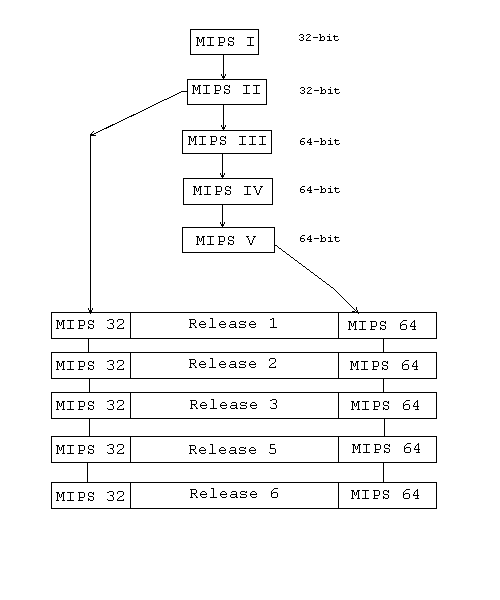 MIPS I 32-bit
MIPS II 32-bit
MIPS III 64-bit
MIPS IV 64-bit
MIPS V 64-bit
MIPS 32 Release 1 MIPS 64
MIPS 32 Release 2 MIPS 64
MIPS 32 Release 3 MIPS 64
MIPS 32 Release 5 MIPS 64
MIPS 32 Release 6 MIPS 64